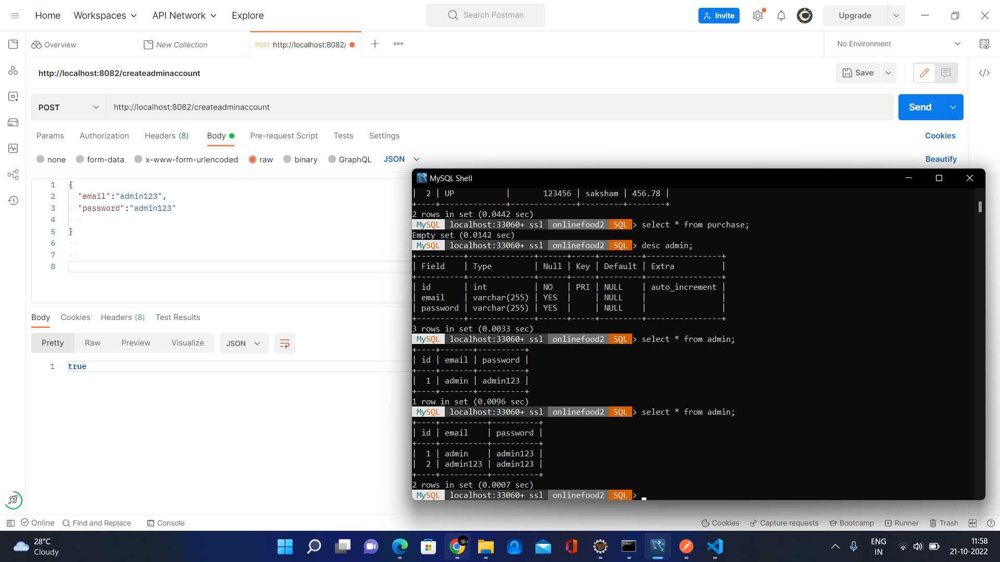 Home Workspaces API Network Explore Search Postman Invite Upgrade
Overview New Collection POST http://localhost:8082/ No Environment
http://localhost:8082/createadminaccount Save
POST http://localhost:8082/createadminaccount Send
Params Authorization Headers (8) Body Pre-request Script Tests Settings Cookies
none form-data x-www-form-urlencoded raw binary GraphQL JSON Beautify
1 {
2 "email":"admin123",
3 "password":"admin123"
4
5 }
6
7
8
Body Cookies Headers (8) Test Results
Pretty Raw Preview Visualize JSON
1 true
MySQL Shell
| 2 | UP | 123456 | saksham | 456.78 |
+----+--------------+--------------+---------+--------+
2 rows in set (0.0442 sec)
MySQL localhost:33060+ ssl onlinefood2 SQL > select * from purchase;
Empty set (0.0142 sec)
MySQL localhost:33060+ ssl onlinefood2 SQL > desc admin;
+----------+--------------+------+-----+---------+----------------+
| Field | Type | Null | Key | Default | Extra |
+----------+--------------+------+-----+---------+----------------+
| id | int | NO | PRI | NULL | auto_increment |
| email | varchar(255) | YES | | NULL | |
| password | varchar(255) | YES | | NULL | |
+----------+--------------+------+-----+---------+----------------+
3 rows in set (0.0033 sec)
MySQL localhost:33060+ ssl onlinefood2 SQL > select * from admin;
+----+-------+----------+
| id | email | password |
+----+-------+----------+
| 1 | admin | admin123 |
+----+-------+----------+
1 row in set (0.0096 sec)
MySQL localhost:33060+ ssl onlinefood2 SQL > select * from admin;
+----+----------+----------+
| id | email | password |
+----+----------+----------+
| 1 | admin | admin123 |
| 2 | admin123 | admin123 |
+----+----------+----------+
2 rows in set (0.0007 sec)
MySQL localhost:33060+ ssl onlinefood2 SQL >
Online Find and Replace Console Cookies Capture requests Bootcamp Runner Trash
28°C
Cloudy
ENG
IN
11:58
21-10-2022